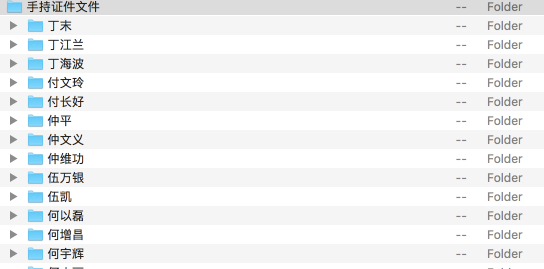 手持证件文件 -- Folder
丁末 -- Folder
丁江兰 -- Folder
丁海波 -- Folder
付文玲 -- Folder
付长好 -- Folder
仲平 -- Folder
仲文义 -- Folder
仲维功 -- Folder
伍万银 -- Folder
伍凯 -- Folder
何以磊 -- Folder
何增昌 -- Folder
何宇辉 -- Folder